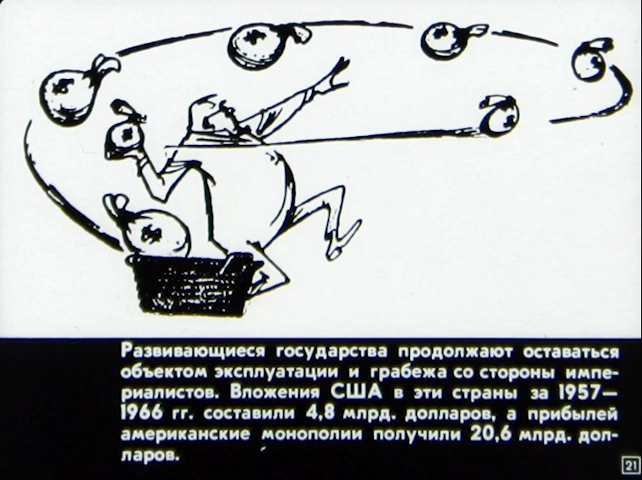 Развивающиеся государства продолжают оставаться
объектом эксплуатации и грабежа со стороны импе-
риалистов. Вложения США в эти страны за 1957—
1966 гг. составили 4,8 млрд. долларов, а прибылей
американские монополии получили 20,6 млрд. дол-
ларов.
21